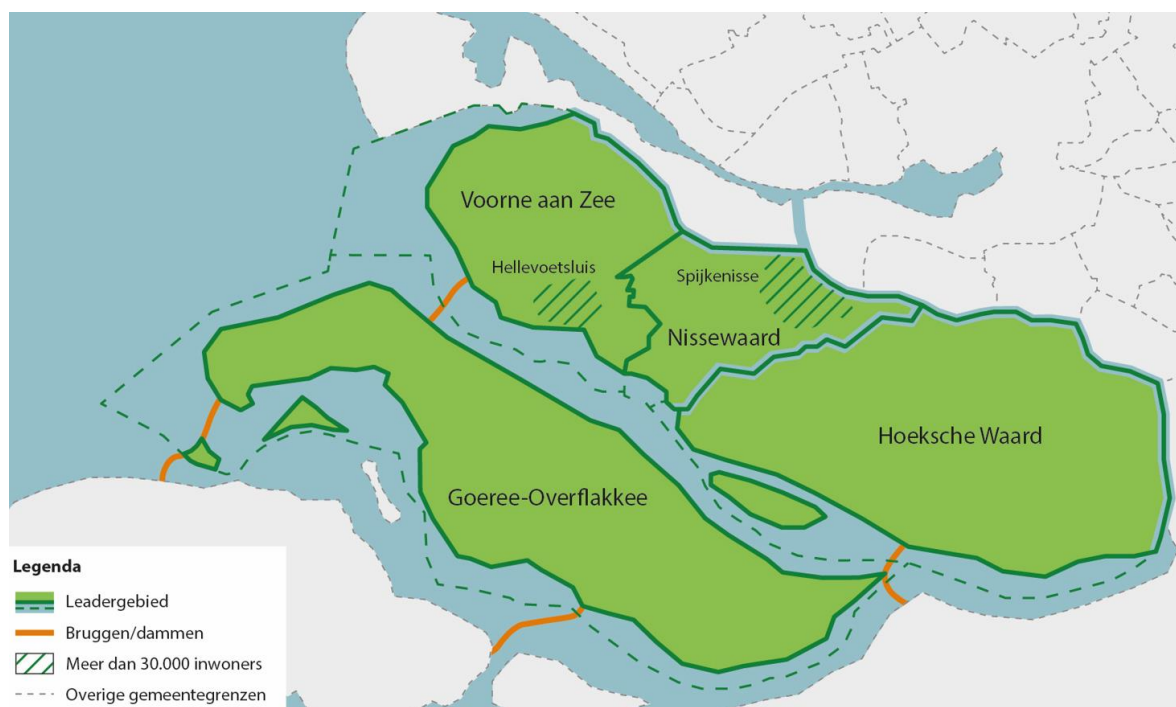 Voorne aan Zee
Hellevoetsluis
Spijkenisse
Nissewaard
Hoeksche Waard
Goeree-Overflakkee
Legenda
Leadergebied
Bruggen/dammen
Meer dan 30.000 inwoners
Overige gemeentegrenzen